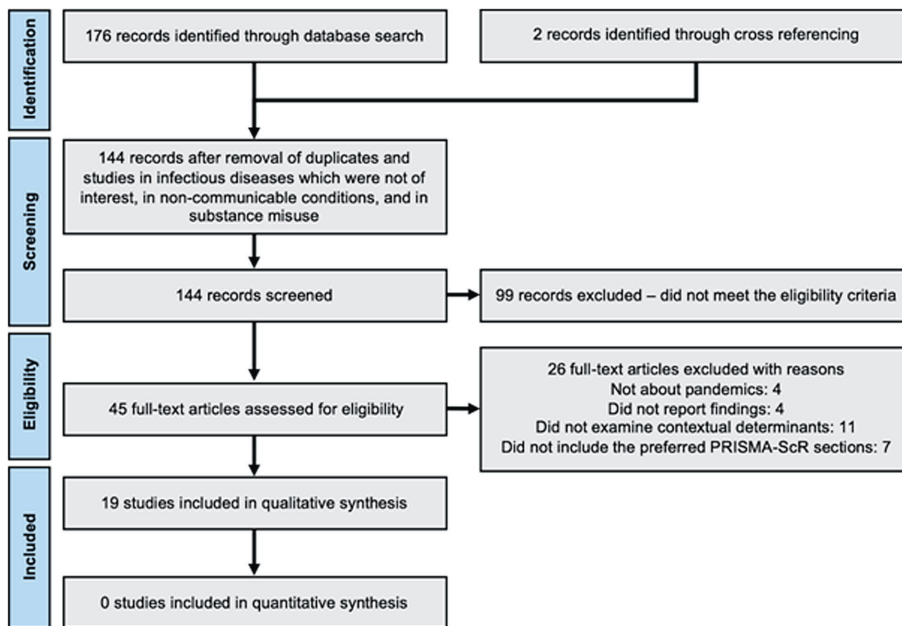 Identification
176 records identified through database search
2 records identified through cross referencing
Screening
144 records after removal of duplicates and
studies in infectious diseases which were not of
interest, in non-communicable conditions, and in
substance misuse
144 records screened
99 records excluded – did not meet the eligibility criteria
Eligibility
45 full-text articles assessed for eligibility
26 full-text articles excluded with reasons
Not about pandemics: 4
Did not report findings: 4
Did not examine contextual determinants: 11
Did not include the preferred PRISMA-ScR sections: 7
Included
19 studies included in qualitative synthesis
0 studies included in quantitative synthesis